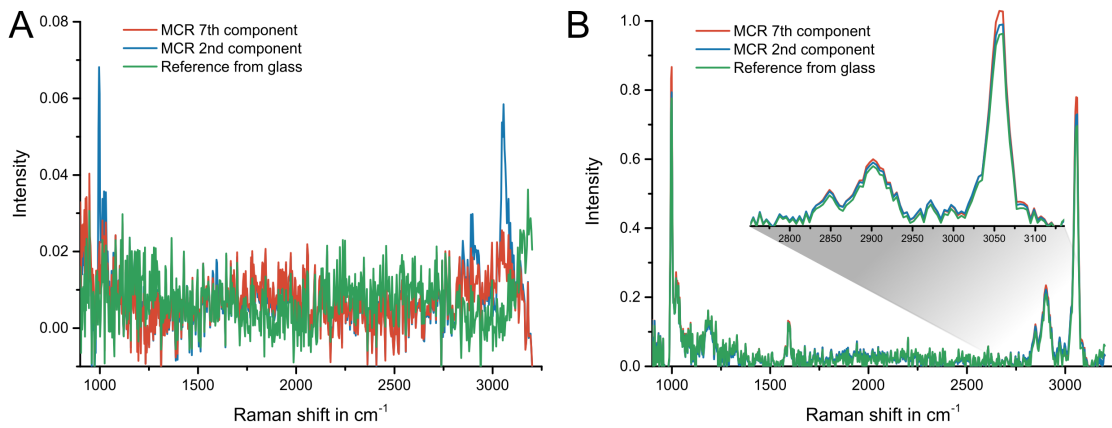 A
MCR 7th component
MCR 2nd component
Reference from glass
0.08
0.06
0.04
0.02
0.00
Intensity
1000 1500 2000 2500 3000
Raman shift in cm-1
B
MCR 7th component
MCR 2nd component
Reference from glass
1.0
0.8
0.6
0.4
0.2
0.0
Intensity
2800 2850 2900 2950 3000 3050 3100
1000 1500 2000 2500 3000
Raman shift in cm-1